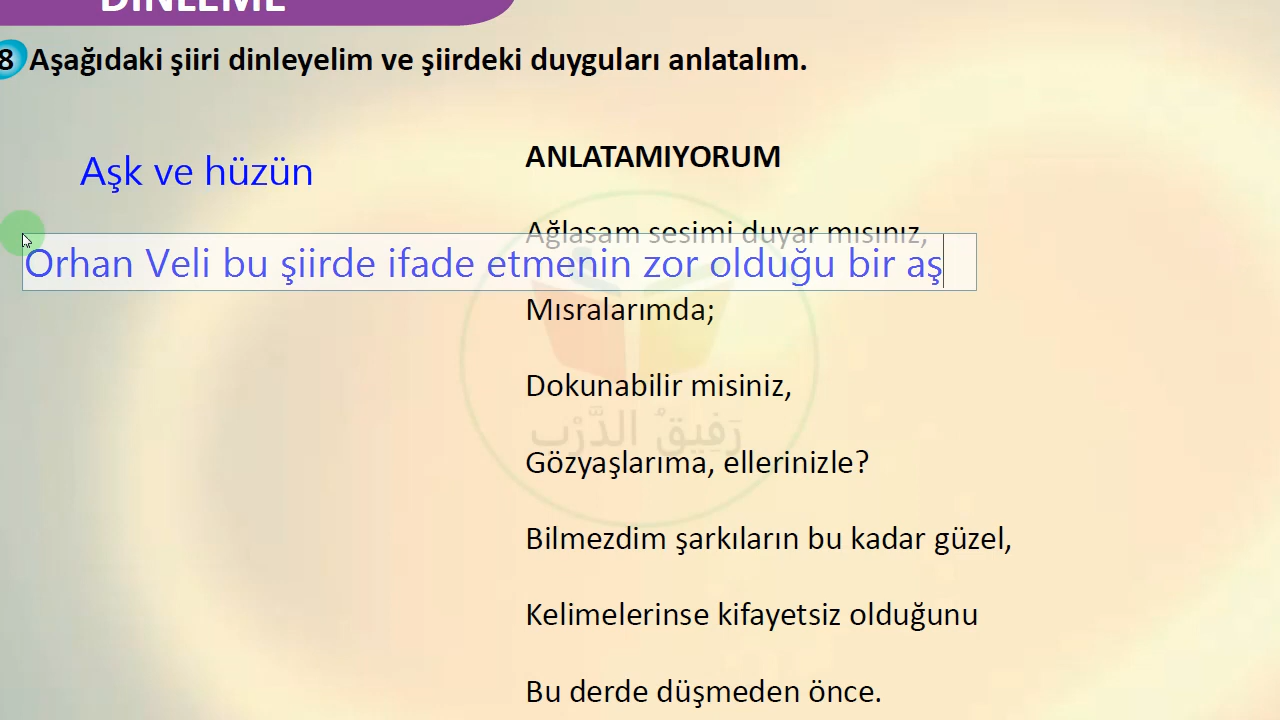 DİNLEME
8 Aşağıdaki şiiri dinleyelim ve şiirdeki duyguları anlatalım.
Aşk ve hüzün
ANLATAMIYORUM
Ağlasam sesimi duyar mısınız,
Orhan Veli bu şiirde ifade etmenin zor olduğu bir aş
Mısralarımda;
Dokunabilir misiniz,
رَفِيقُ الدَّرْب
Gözyaşlarıma, ellerinizle?
Bilmezdim şarkıların bu kadar güzel,
Kelimelerinse kifayetsiz olduğunu
Bu derde düşmeden önce.